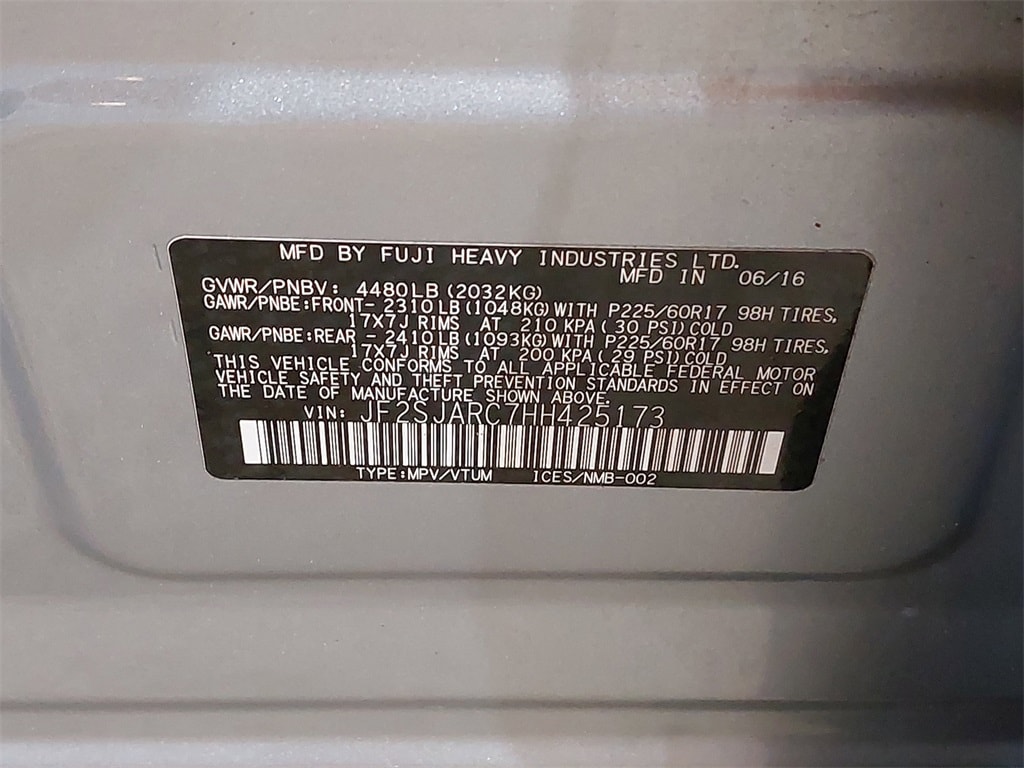 MFD BY FUJI HEAVY INDUSTRIES LTD.
MFD IN 06/16
GVWR/PNBV: 4480LB (2032KG)
GAWR/PNBE:FRONT- 2310LB (1048KG) WITH P225/60R17 98H TIRES,
17X7J RIMS AT 210 KPA ( 30 PSI) COLD
GAWR/PNBE:REAR - 2410LB (1093KG) WITH P225/60R17 98H TIRES,
17X7J RIMS AT 200 KPA ( 29 PSI) COLD
THIS VEHICLE CONFORMS TO ALL APPLICABLE FEDERAL MOTOR
VEHICLE SAFETY AND THEFT PREVENTION STANDARDS IN EFFECT ON
THE DATE OF MANUFACTURE SHOWN ABOVE.
VIN: JF2SJARC7HH425173
TYPE:MPV/VTUM ICES/NMB-002